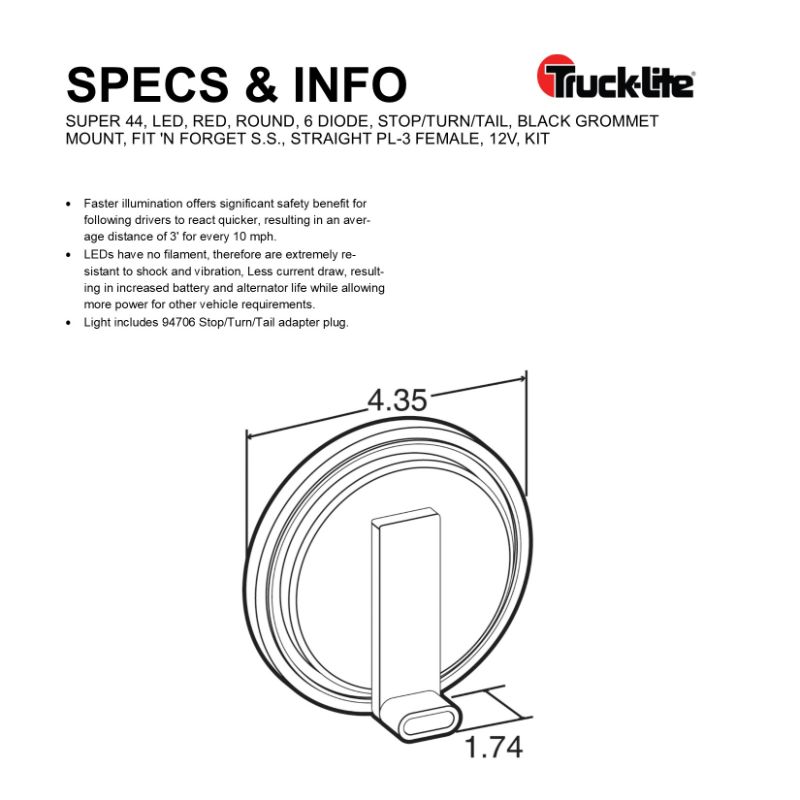 SPECS & INFO
Truck-Lite®
SUPER 44, LED, RED, ROUND, 6 DIODE, STOP/TURN/TAIL, BLACK GROMMET
MOUNT, FIT 'N FORGET S.S., STRAIGHT PL-3 FEMALE, 12V, KIT
• Faster illumination offers significant safety benefit for
following drivers to react quicker, resulting in an aver-
age distance of 3' for every 10 mph.
• LEDs have no filament, therefore are extremely re-
sistant to shock and vibration, Less current draw, result-
ing in increased battery and alternator life while allowing
more power for other vehicle requirements.
• Light includes 94706 Stop/Turn/Tail adapter plug.
4.35
1.74